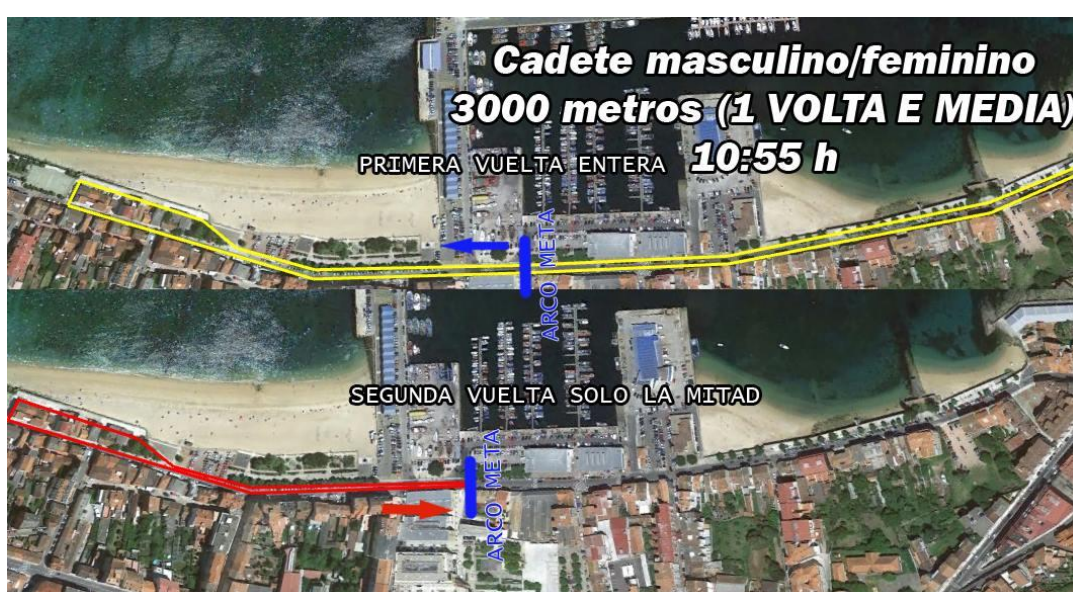 Cadete masculino/feminino
3000 metros (1 VOLTA E MEDIA)
10:55 h
PRIMERA VUELTA ENTERA
ARCO META
SEGUNDA VUELTA SOLO LA MITAD
ARCO META